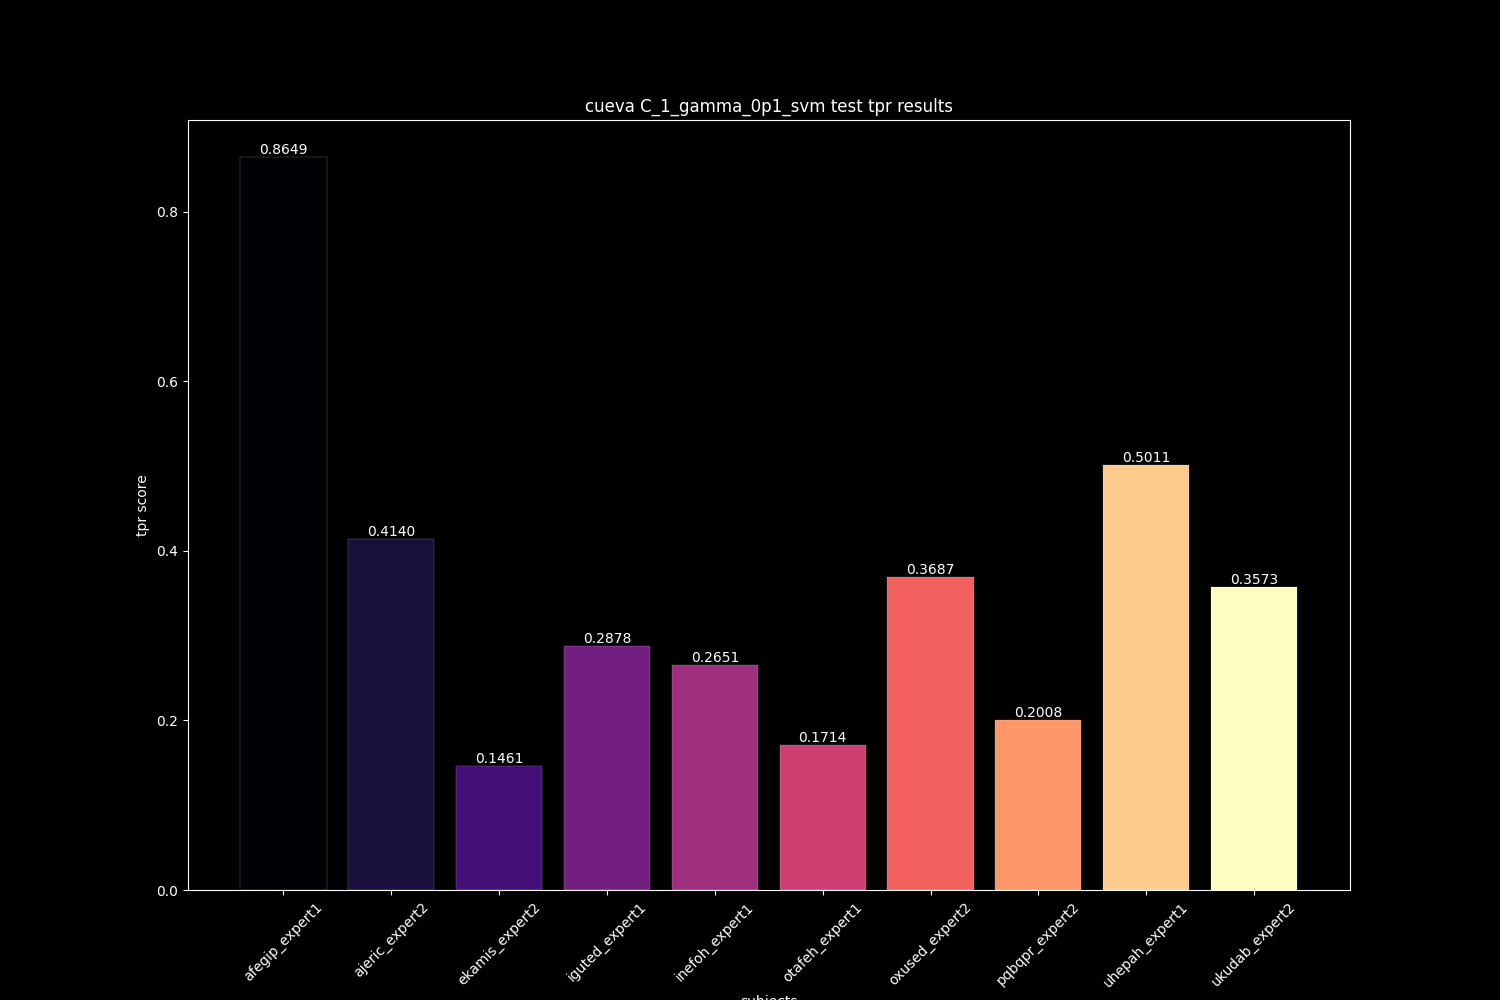 cueva C_1_gamma_0p1_svm test tpr results
0.8649
0.8
0.6
0.5011
tpr score
0.4140
0.4
0.3687
0.3573
0.2878
0.2651
0.2008
0.2
0.1714
0.1461
0.0
afegip_expert1
ajeric_expert2
ekamis_expert2
iguted_expert1
inefoh_expert1
otafeh_expert1
oxused_expert2
pqbqpr_expert2
uhepah_expert1
ukudab_expert2
subjects